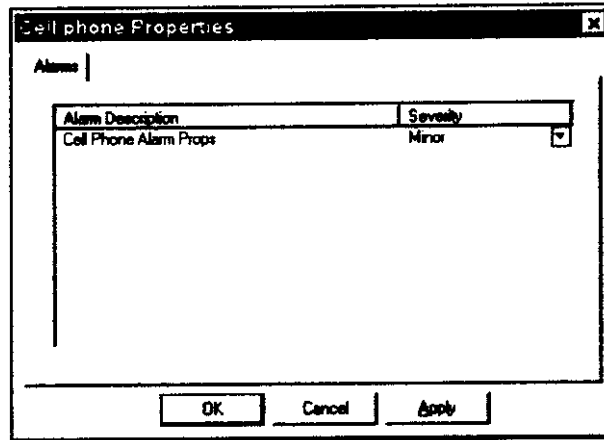 Cell phone Properties
Alarms
Alarm Description Severity
Cell Phone Alarm Props Minor
OK Cancel Apply